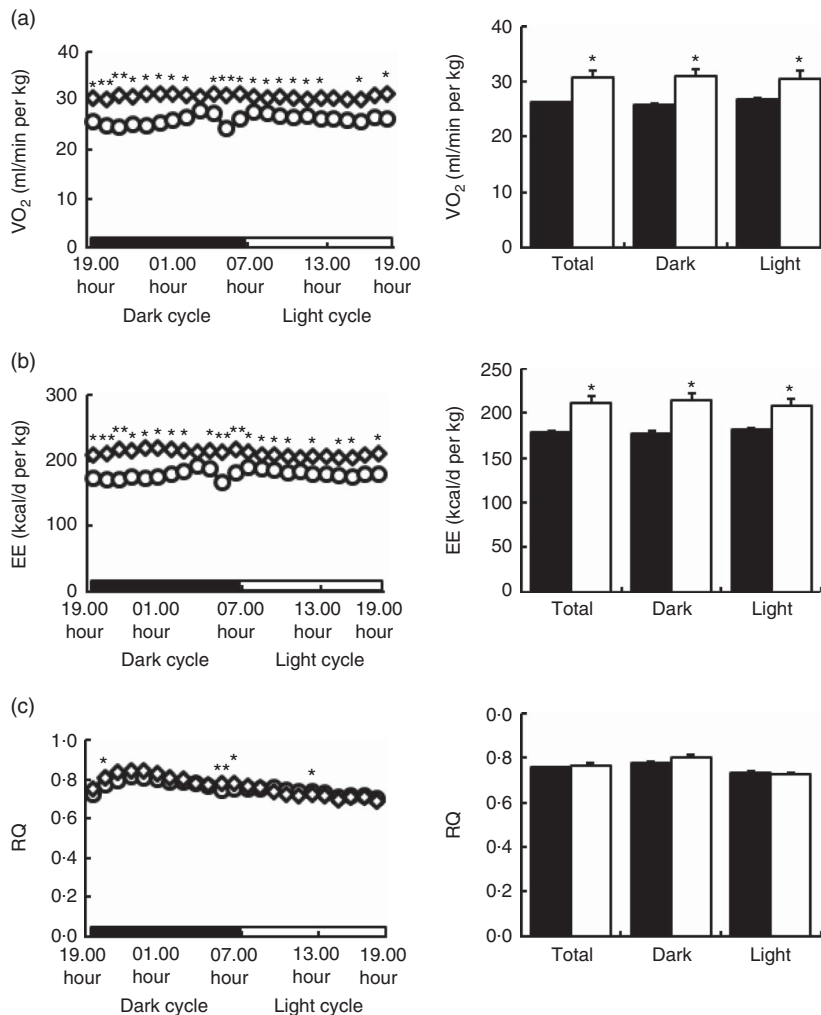 (a)
VO2 (ml/min per kg)
40
30
20
10
0
* ** ** * * * * * * *** * * * * * * * * *
19.00 hour
01.00 hour
07.00 hour
13.00 hour
19.00 hour
Dark cycle
Light cycle
VO2 (ml/min per kg)
40
30
20
10
0
* * *
Total
Dark
Light
(b)
EE (kcal/d per kg)
300
200
100
0
*** ** * * * * * * ** ** * * * * * * * *
19.00 hour
01.00 hour
07.00 hour
13.00 hour
19.00 hour
Dark cycle
Light cycle
EE (kcal/d per kg)
250
200
150
100
50
0
* * *
Total
Dark
Light
(c)
RQ
1·0
0·8
0·6
0·4
0·2
0·0
* ** * *
19.00 hour
01.00 hour
07.00 hour
13.00 hour
19.00 hour
Dark cycle
Light cycle
RQ
0·0
0·8
0·6
0·4
0·2
0·0
Total
Dark
Light